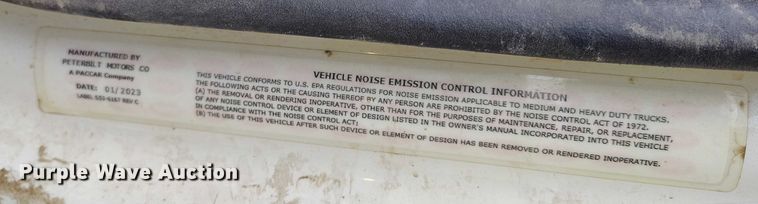 MANUFACTURED BY
PETERBILT MOTORS CO
A PACCAR Company
DATE: 01/2023
LABEL S51-6167 REV C
VEHICLE NOISE EMISSION CONTROL INFORMATION
THIS VEHICLE CONFORMS TO U.S. EPA REGULATIONS FOR NOISE EMISSION APPLICABLE TO MEDIUM AND HEAVY DUTY TRUCKS.
THE FOLLOWING ACTS OR THE CAUSING THEREOF BY ANY PERSON ARE PROHIBITED BY THE NOISE CONTROL ACT OF 1972.
(A) THE REMOVAL OR RENDERING INOPERATIVE, OTHER THAN FOR THE PURPOSES OF MAINTENANCE, REPAIR, OR REPLACEMENT,
OF ANY NOISE CONTROL DEVICE OR ELEMENT OF DESIGN LISTED IN THE OWNER'S MANUAL INCORPORATED INTO THIS VEHICLE
IN COMPLIANCE WITH THE NOISE CONTROL ACT;
(B) THE USE OF THIS VEHICLE AFTER SUCH DEVICE OR ELEMENT OF DESIGN HAS BEEN REMOVED OR RENDERED INOPERATIVE.
Purple Wave Auction